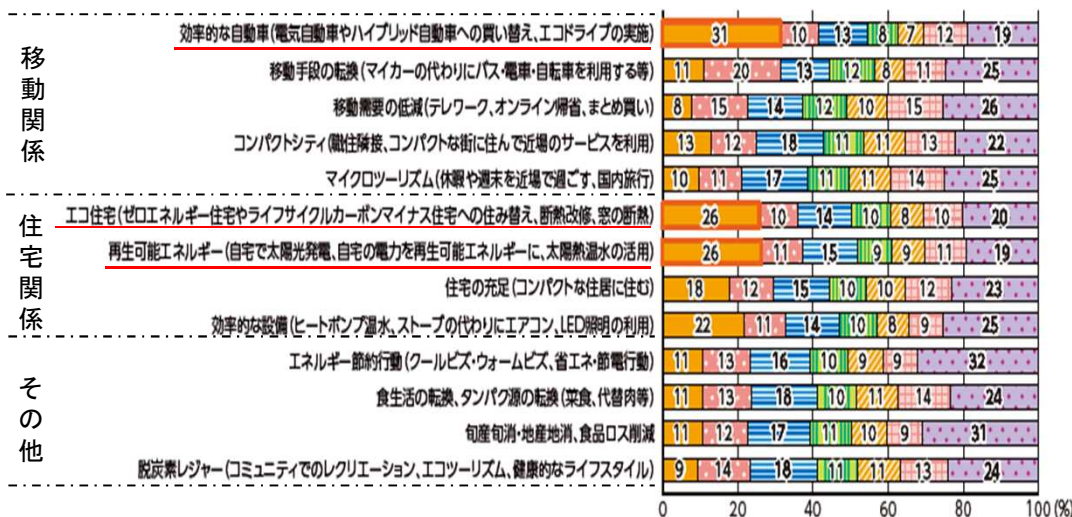 移動関係
効率的な自動車(電気自動車やハイブリッド自動車への買い替え、エコドライブの実施) 31 10 13 8 7 12 19
移動手段の転換(マイカーの代わりにバス・電車・自転車を利用する等) 11 20 13 12 8 11 25
移動需要の低減(テレワーク、オンライン帰省、まとめ買い) 8 15 14 12 10 15 26
コンパクトシティ(職住隣接、コンパクトな街に住んで近場のサービスを利用) 13 12 18 11 11 13 22
マイクロツーリズム(休暇や週末を近場で過ごす、国内旅行) 10 11 17 11 11 14 25
住宅関係
エコ住宅(ゼロエネルギー住宅やライフサイクルカーボンマイナス住宅への住み替え、断熱改修、窓の断熱) 26 10 14 10 8 10 20
再生可能エネルギー(自宅で太陽光発電、自宅の電力を再生可能エネルギーに、太陽熱温水の活用) 26 11 15 9 9 11 19
住宅の充足(コンパクトな住居に住む) 18 12 15 10 10 12 23
効率的な設備(ヒートポンプ温水、ストーブの代わりにエアコン、LED照明の利用) 22 11 14 10 8 9 25
その他
エネルギー節約行動(クールビズ・ウォームビズ、省エネ・節電行動) 11 13 16 10 9 9 32
食生活の転換、タンパク源の転換(菜食、代替肉等) 11 13 18 10 11 14 24
旬産旬消・地産地消、食品ロス削減 11 12 17 11 10 9 31
脱炭素レジャー(コミュニティでのレクリエーション、エコツーリズム、健康的なライフスタイル) 9 14 18 11 11 13 24
0 20 40 60 80 100 (%)